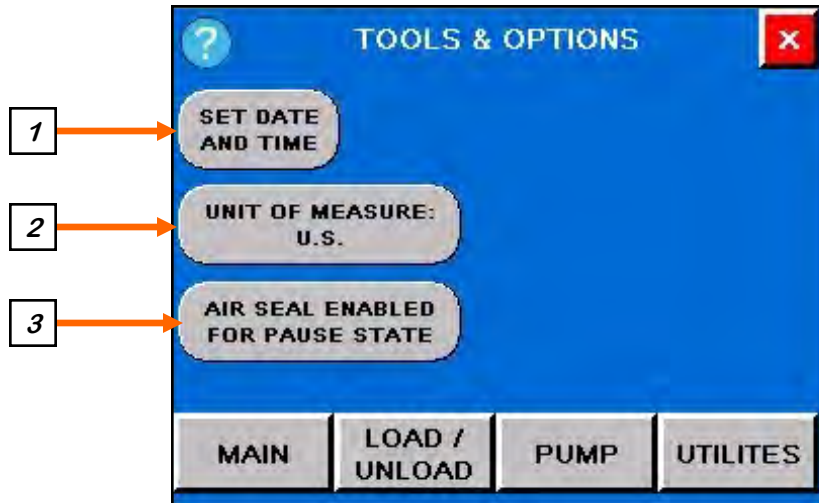 ?
TOOLS & OPTIONS
×
1
SET DATE
AND TIME
2
UNIT OF MEASURE:
U.S.
3
AIR SEAL ENABLED
FOR PAUSE STATE
MAIN
LOAD /
UNLOAD
PUMP
UTILITES